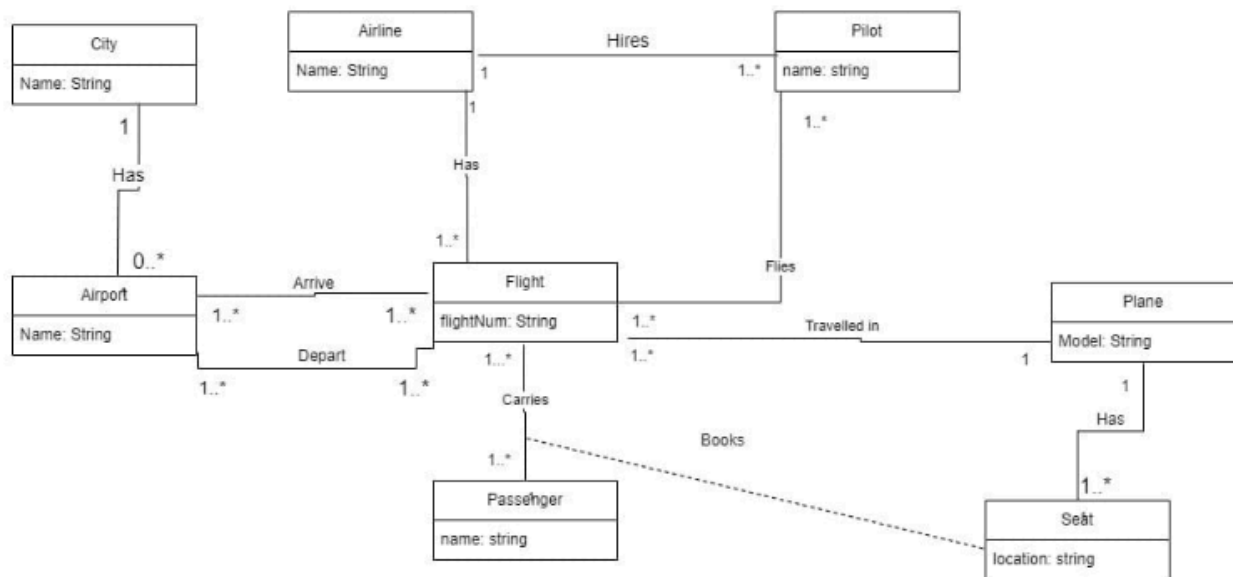 City
Name: String
1
Has
0..*
Airline
Name: String
1
Hires
1..*
Pilot
name: string
1
Has
1..*
1..*
Flies
1..*
Airport
Name: String
Arrive
1..*
1..*
Depart
1..*
1..*
Flight
flightNum: String
1..*
Travelled in
1
Plane
Model: String
1
Has
1..*
1...*
Carries
1..*
Books
Passenger
name: string
Seat
location: string